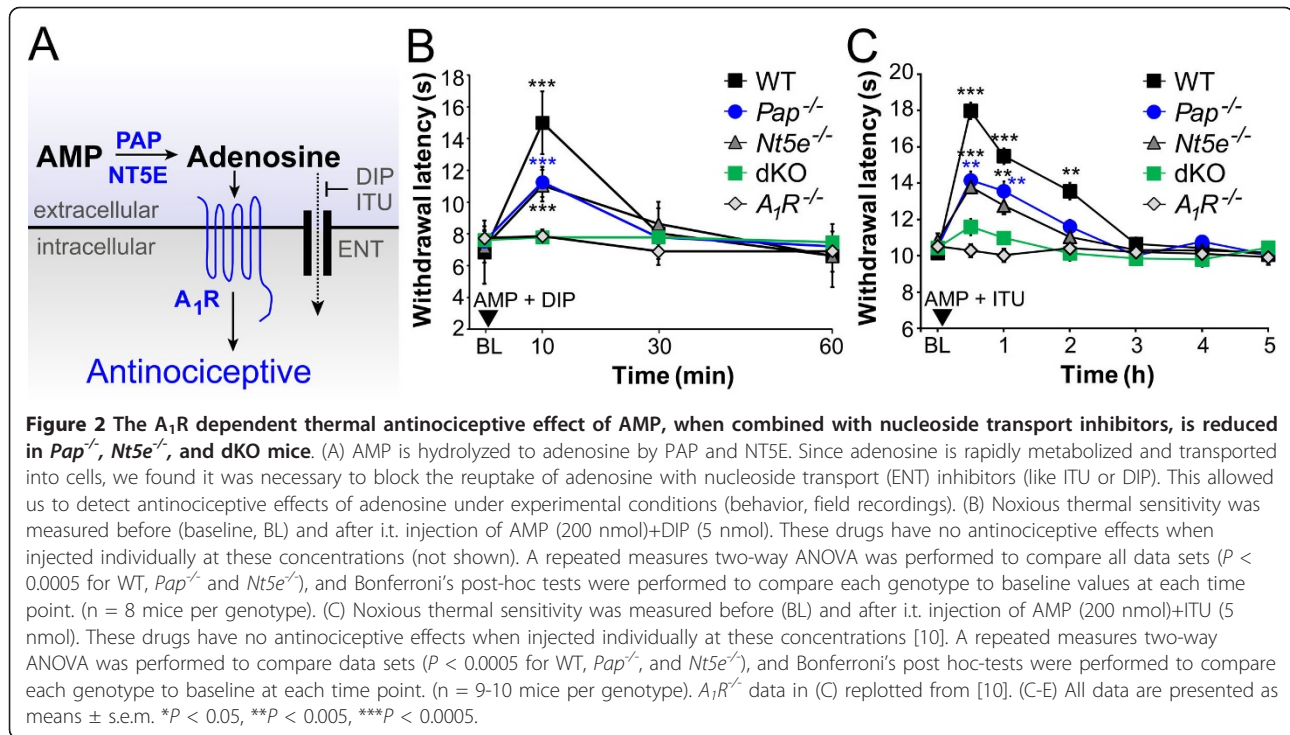 A
AMP
PAP
NT5E
Adenosine
DIP
ITU
extracellular
intracellular
ENT
A₁R
Antinociceptive
B
Withdrawal latency (s)
18
16
14
12
10
8
6
4
2
***
***
***
WT
Pap-/-
Nt5e-/-
dKO
A₁R-/-
AMP + DIP
BL
10
30
60
Time (min)
C
Withdrawal latency (s)
20
18
16
14
12
10
8
6
***
***
***
**
**
**
**
WT
Pap-/-
Nt5e-/-
dKO
A₁R-/-
AMP + ITU
BL
1
2
3
4
5
Time (h)
Figure 2 The A₁R dependent thermal antinociceptive effect of AMP, when combined with nucleoside transport inhibitors, is reduced
in Pap-/-, Nt5e-/-, and dKO mice. (A) AMP is hydrolyzed to adenosine by PAP and NT5E. Since adenosine is rapidly metabolized and transported
into cells, we found it was necessary to block the reuptake of adenosine with nucleoside transport (ENT) inhibitors (like ITU or DIP). This allowed
us to detect antinociceptive effects of adenosine under experimental conditions (behavior, field recordings). (B) Noxious thermal sensitivity was
measured before (baseline, BL) and after i.t. injection of AMP (200 nmol)+DIP (5 nmol). These drugs have no antinociceptive effects when
injected individually at these concentrations (not shown). A repeated measures two-way ANOVA was performed to compare all data sets (P <
0.0005 for WT, Pap-/- and Nt5e-/-), and Bonferroni's post-hoc tests were performed to compare each genotype to baseline values at each time
point. (n = 8 mice per genotype). (C) Noxious thermal sensitivity was measured before (BL) and after i.t. injection of AMP (200 nmol)+ITU (5
nmol). These drugs have no antinociceptive effects when injected individually at these concentrations [10]. A repeated measures two-way
ANOVA was performed to compare data sets (P < 0.0005 for WT, Pap-/-, and Nt5e-/-), and Bonferroni's post hoc-tests were performed to compare
each genotype to baseline at each time point. (n = 9-10 mice per genotype). A₁R-/- data in (C) replotted from [10]. (C-E) All data are presented as
means ± s.e.m. *P < 0.05, **P < 0.005, ***P < 0.0005.